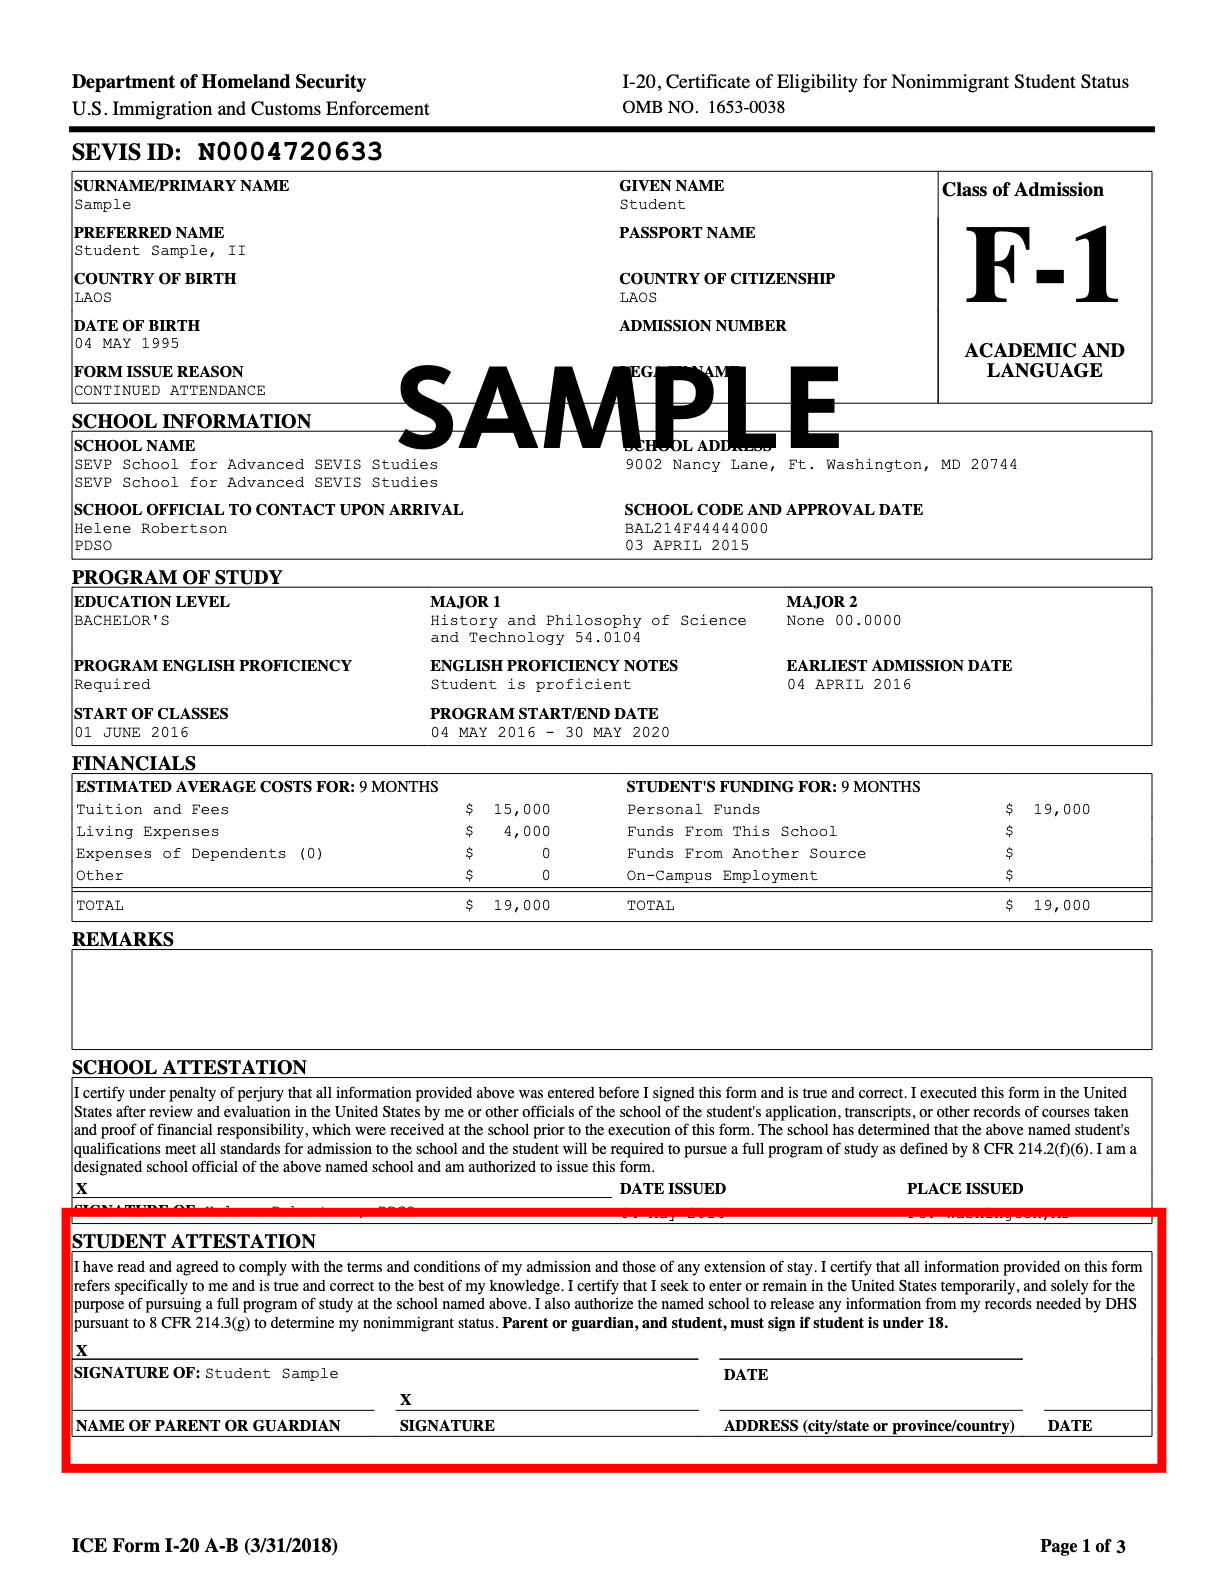 Department of Homeland Security
U.S. Immigration and Customs Enforcement
I-20, Certificate of Eligibility for Nonimmigrant Student Status
OMB NO. 1653-0038
SEVIS ID: N0004720633
SURNAME/PRIMARY NAME
Sample
GIVEN NAME
Student
PREFERRED NAME
Student Sample, II
PASSPORT NAME
COUNTRY OF BIRTH
LAOS
COUNTRY OF CITIZENSHIP
LAOS
DATE OF BIRTH
04 MAY 1995
ADMISSION NUMBER
FORM ISSUE REASON
CONTINUED ATTENDANCE
Class of Admission
F-1
ACADEMIC AND
LANGUAGE
SAMPLE
SCHOOL INFORMATION
SCHOOL NAME
SEVP School for Advanced SEVIS Studies
SEVP School for Advanced SEVIS Studies
SCHOOL ADDRESS
9002 Nancy Lane, Ft. Washington, MD 20744
SCHOOL OFFICIAL TO CONTACT UPON ARRIVAL
Helene Robertson
PDSO
SCHOOL CODE AND APPROVAL DATE
BAL214F44444000
03 APRIL 2015
PROGRAM OF STUDY
EDUCATION LEVEL
BACHELOR'S
MAJOR 1
History and Philosophy of Science
and Technology 54.0104
MAJOR 2
None 00.0000
PROGRAM ENGLISH PROFICIENCY
Required
ENGLISH PROFICIENCY NOTES
Student is proficient
EARLIEST ADMISSION DATE
04 APRIL 2016
START OF CLASSES
01 JUNE 2016
PROGRAM START/END DATE
04 MAY 2016 - 30 MAY 2020
FINANCIALS
ESTIMATED AVERAGE COSTS FOR: 9 MONTHS
Tuition and Fees $ 15,000
Living Expenses $ 4,000
Expenses of Dependents (0) $ 0
Other $ 0
TOTAL $ 19,000
STUDENT'S FUNDING FOR: 9 MONTHS
Personal Funds $ 19,000
Funds From This School $
Funds From Another Source $
On-Campus Employment $
TOTAL $ 19,000
REMARKS
SCHOOL ATTESTATION
I certify under penalty of perjury that all information provided above was entered before I signed this form and is true and correct. I executed this form in the United
States after review and evaluation in the United States by me or other officials of the school of the student's application, transcripts, or other records of courses taken
and proof of financial responsibility, which were received at the school prior to the execution of this form. The school has determined that the above named student's
qualifications meet all standards for admission to the school and the student will be required to pursue a full program of study as defined by 8 CFR 214.2(f)(6). I am a
designated school official of the above named school and am authorized to issue this form.
X
DATE ISSUED
PLACE ISSUED
STUDENT ATTESTATION
I have read and agreed to comply with the terms and conditions of my admission and those of any extension of stay. I certify that all information provided on this form
refers specifically to me and is true and correct to the best of my knowledge. I certify that I seek to enter or remain in the United States temporarily, and solely for the
purpose of pursuing a full program of study at the school named above. I also authorize the named school to release any information from my records needed by DHS
pursuant to 8 CFR 214.3(g) to determine my nonimmigrant status. Parent or guardian, and student, must sign if student is under 18.
X
SIGNATURE OF: Student Sample
DATE
X
NAME OF PARENT OR GUARDIAN
SIGNATURE
ADDRESS (city/state or province/country)
DATE
ICE Form I-20 A-B (3/31/2018)
Page 1 of 3